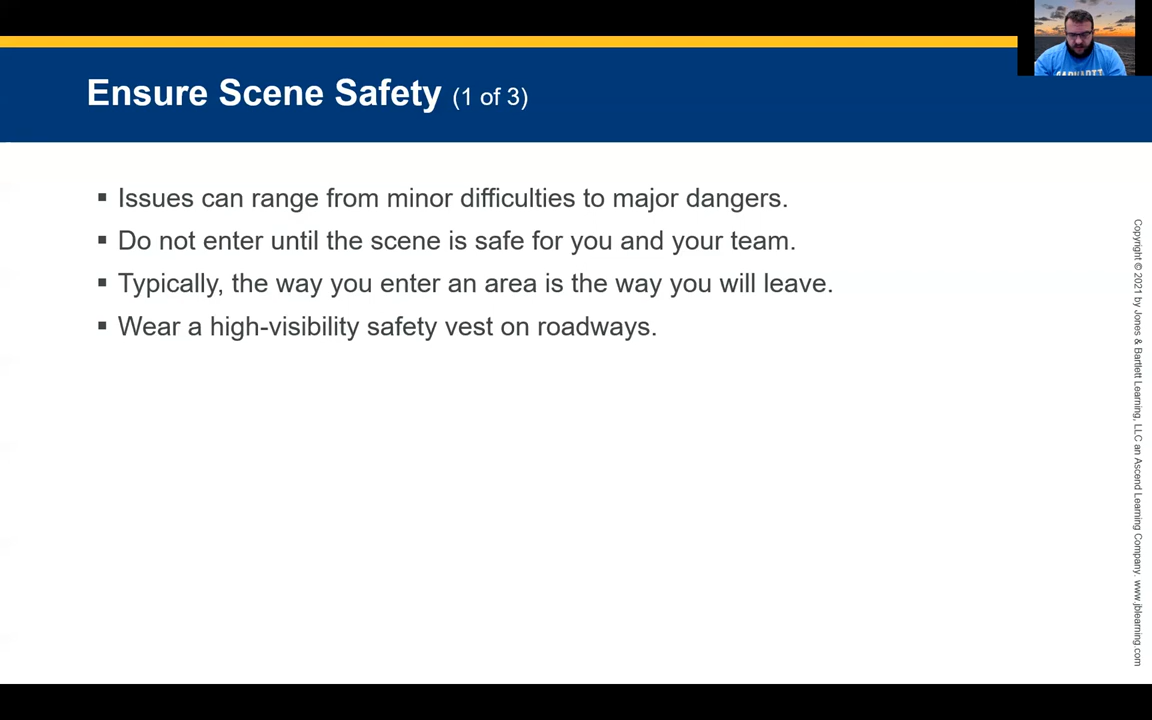 Ensure Scene Safety (1 of 3)
▪ Issues can range from minor difficulties to major dangers.
▪ Do not enter until the scene is safe for you and your team.
▪ Typically, the way you enter an area is the way you will leave.
▪ Wear a high-visibility safety vest on roadways.
Copyright © 2021 by Jones & Bartlett Learning, LLC an Ascend Learning Company. www.jblearning.com
CARHARTT